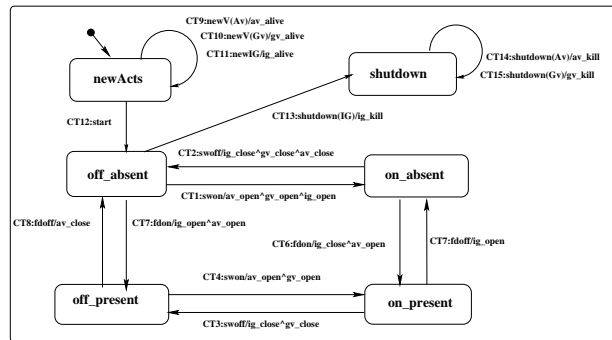 CT9:newV(Av)/av_alive
CT10:newV(Gv)/gv_alive
CT11:newIG/ig_alive
newActs
shutdown
CT14:shutdown(Av)/av_kill
CT15:shutdown(Gv)/gv_kill
CT12:start
CT13:shutdown(IG)/ig_kill
CT2:swoff/ig_close^gv_close^av_close
off_absent
on_absent
CT1:swon/av_open^gv_open^ig_open
CT8:fdoff/av_close
CT7:fdon/ig_open^av_open
CT6:fdon/ig_close^av_open
CT7:fdoff/ig_open
CT4:swon/av_open^gv_open
off_present
on_present
CT3:swoff/ig_close^gv_close